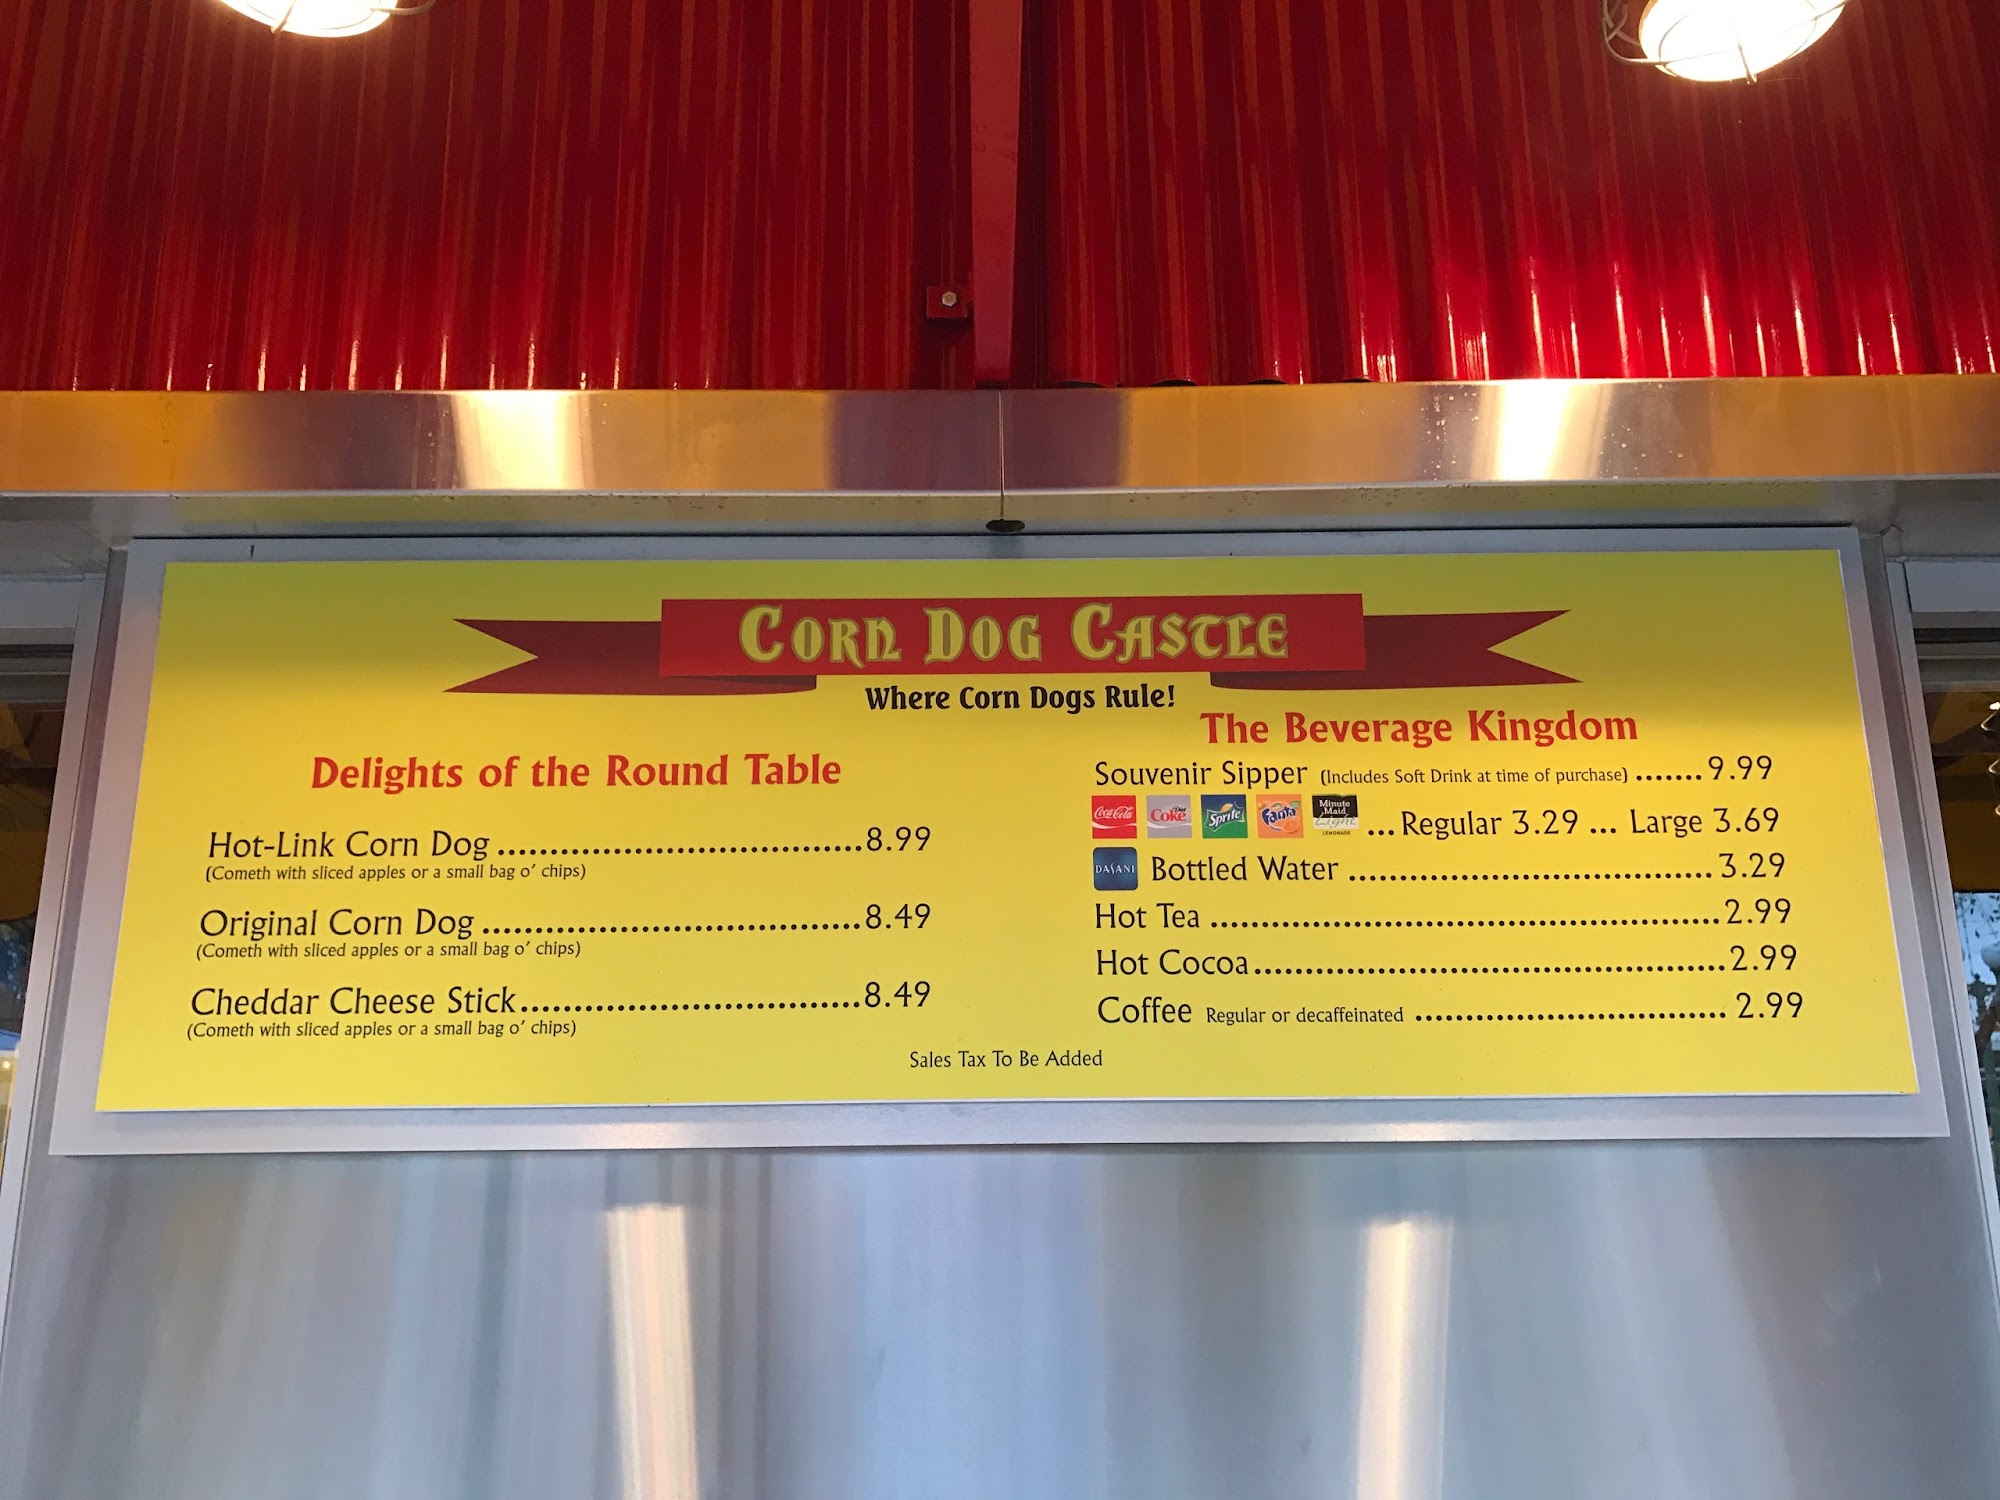 CORN DOG CASTLE
Where Corn Dogs Rule!
Delights of the Round Table
Hot-Link Corn Dog ................................... 8.99
(Cometh with sliced apples or a small bag o' chips)
Original Corn Dog .................................... 8.49
(Cometh with sliced apples or a small bag o' chips)
Cheddar Cheese Stick ................................ 8.49
(Cometh with sliced apples or a small bag o' chips)
The Beverage Kingdom
Souvenir Sipper (Includes Soft Drink at time of purchase) ....... 9.99
Coca-Cola Diet Coke Sprite Fanta Minute Maid Light LEMONADE ... Regular 3.29 ... Large 3.69
DASANI Bottled Water ................................... 3.29
Hot Tea ................................................. 2.99
Hot Cocoa ............................................. 2.99
Coffee Regular or decaffeinated .............................. 2.99
Sales Tax To Be Added